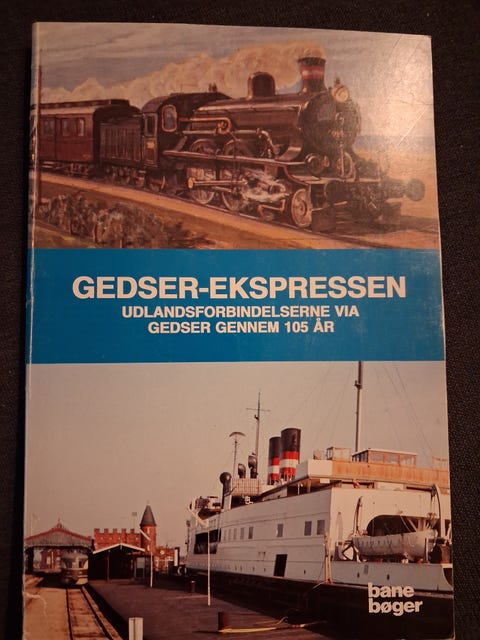 GEDSER-EKSPRESSEN
UDLANDSFORBINDELSERNE VIA
GEDSER GENNEM 105 ÅR
bane
bøger